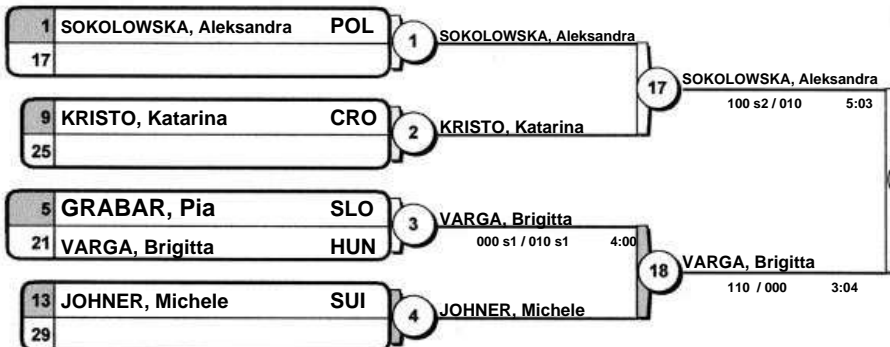 1 SOKOLOWSKA, Aleksandra POL
17
1
SOKOLOWSKA, Aleksandra
9 KRISTO, Katarina CRO
25
2
KRISTO, Katarina
17
SOKOLOWSKA, Aleksandra
100 s2 / 010 5:03
5 GRABAR, Pia SLO
21 VARGA, Brigitta HUN
3
VARGA, Brigitta
000 s1 / 010 s1 4:00
13 JOHNER, Michele SUI
29
4
JOHNER, Michele
18
VARGA, Brigitta
110 / 000 3:04